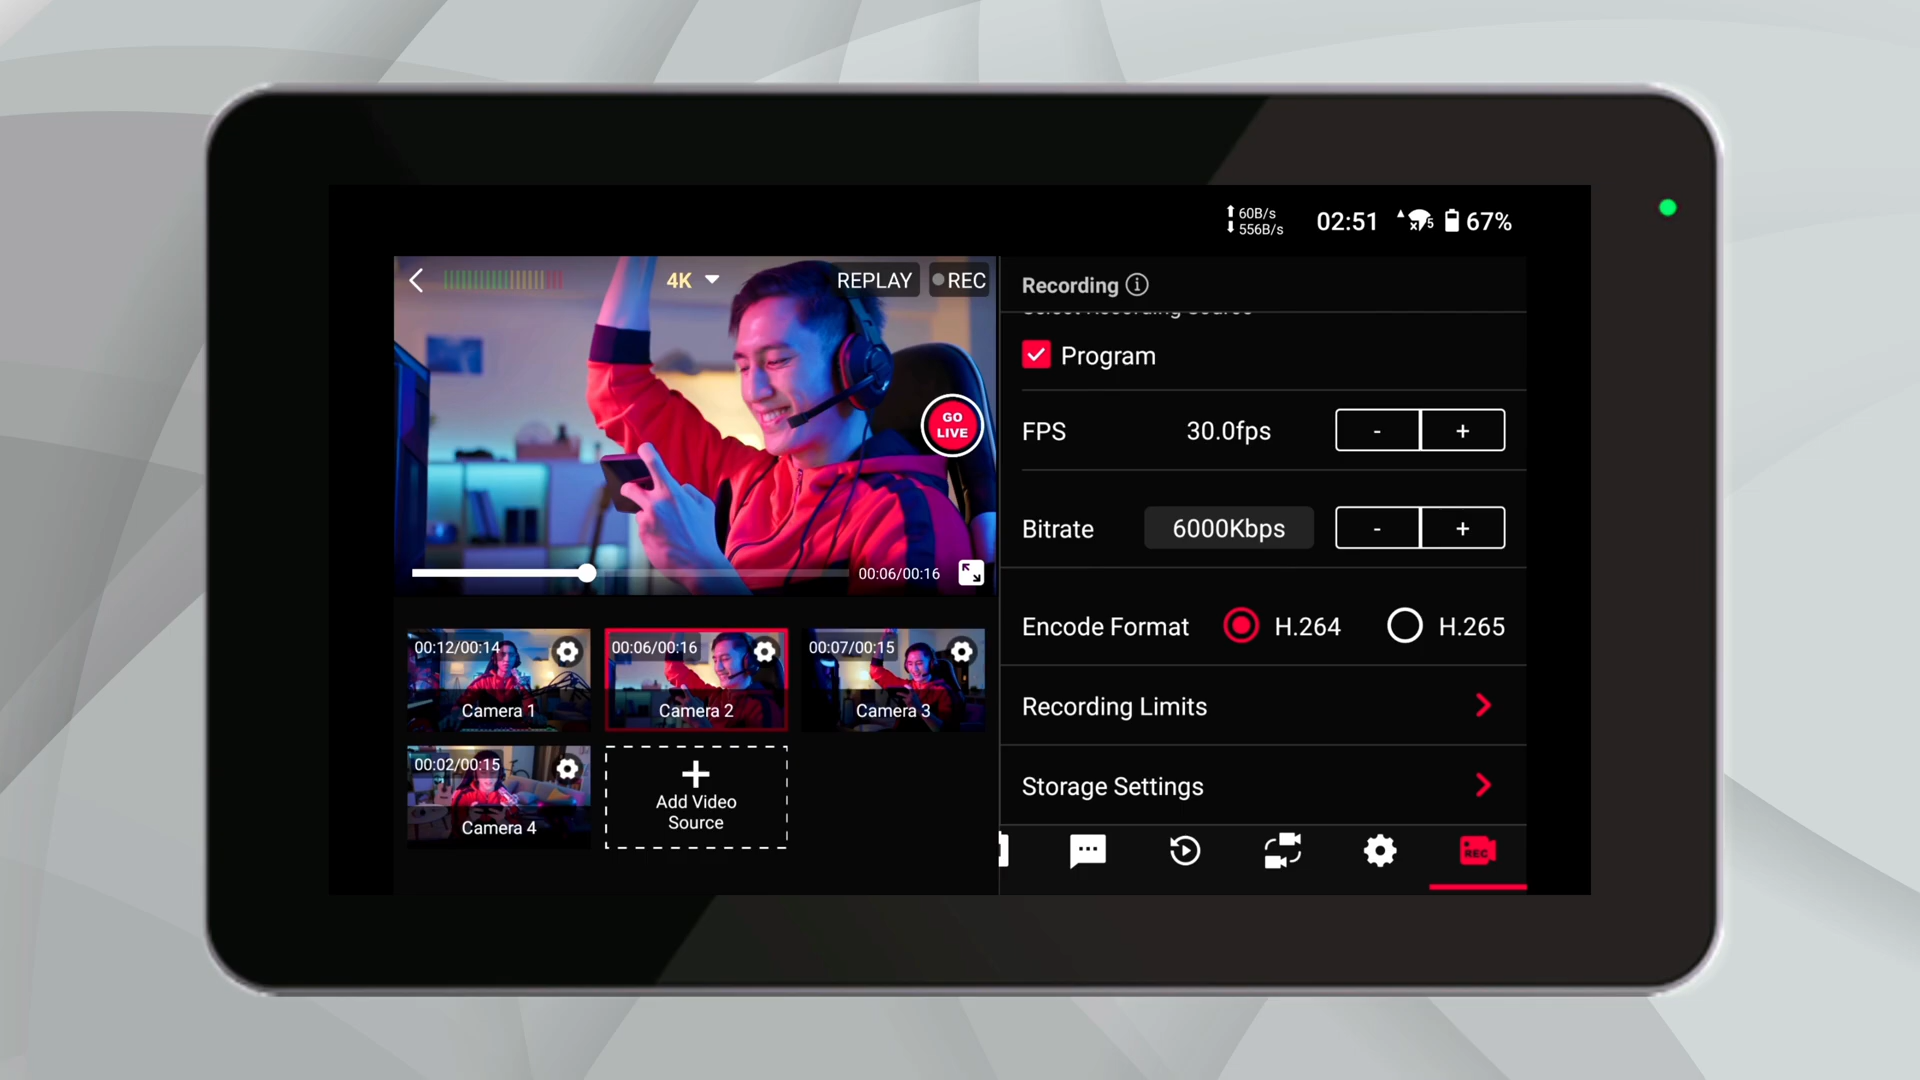 60B/s
556B/s
02:51
67%
4K
REPLAY
REC
GO
LIVE
00:06/00:16
00:12/00:14
Camera 1
00:06/00:16
Camera 2
00:07/00:15
Camera 3
00:02/00:15
Camera 4
Add Video
Source
Recording
Select Recording Source
Program
FPS 30.0fps - +
Bitrate 6000Kbps - +
Encode Format H.264 H.265
Recording Limits
Storage Settings
REC